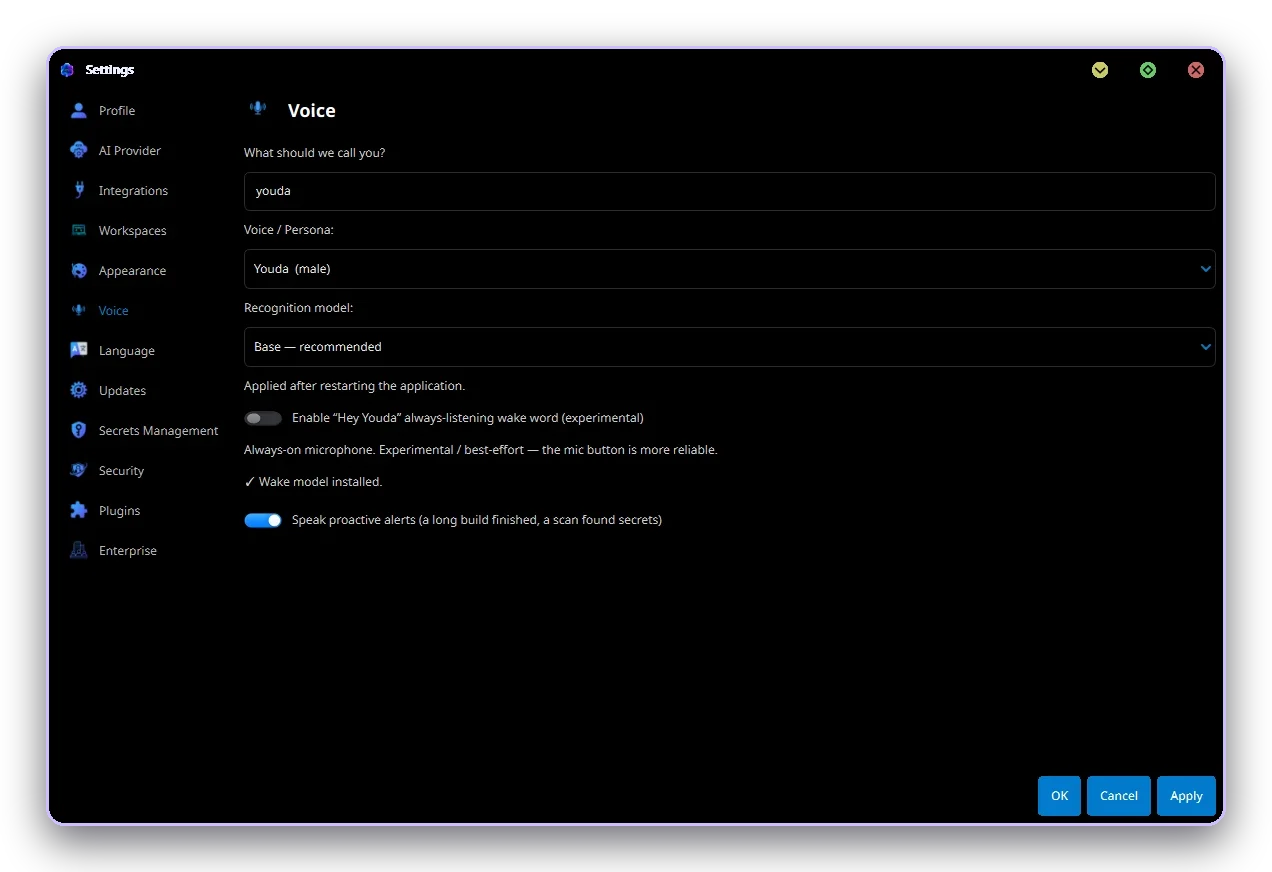 Settings
Profile
AI Provider
Integrations
Workspaces
Appearance
Voice
Language
Updates
Secrets Management
Security
Plugins
Enterprise
Voice
What should we call you?
youda
Voice / Persona:
Youda (male)
Recognition model:
Base — recommended
Applied after restarting the application.
Enable “Hey Youda” always-listening wake word (experimental)
Always-on microphone. Experimental / best-effort — the mic button is more reliable.
✓ Wake model installed.
Speak proactive alerts (a long build finished, a scan found secrets)
OK
Cancel
Apply